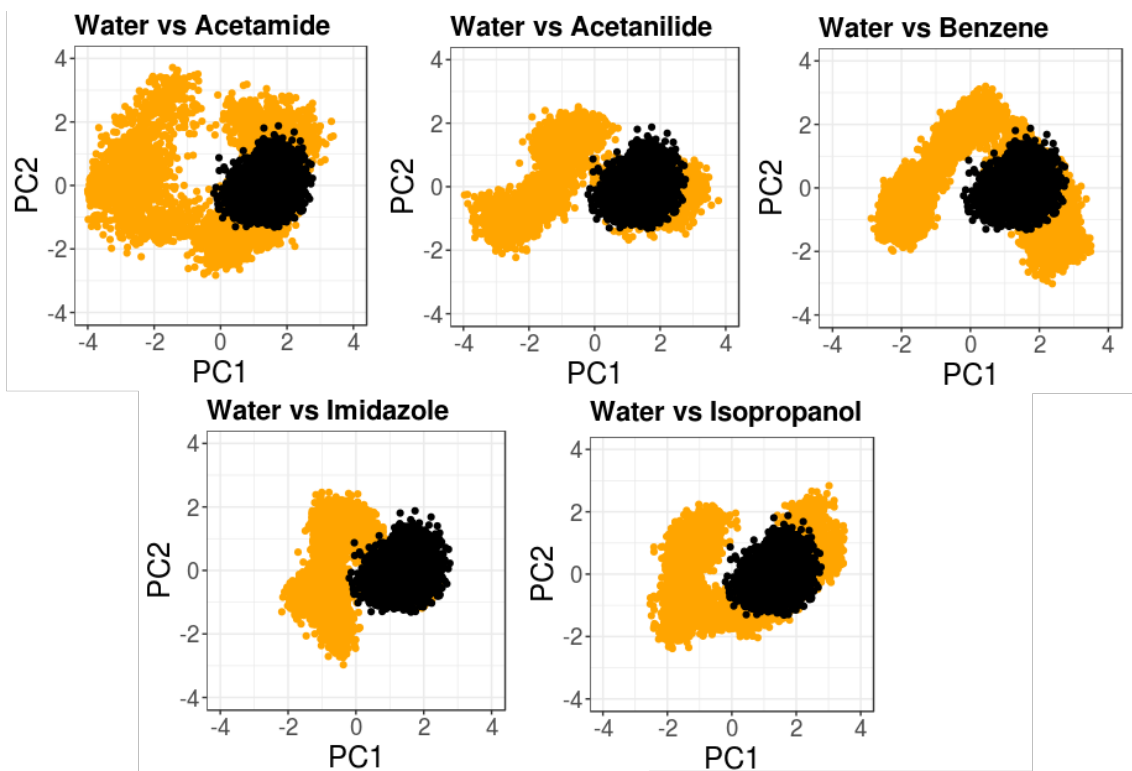 Water vs Acetamide
Water vs Acetanilide
Water vs Benzene
PC2
4
2
0
-2
-4
-4 -2 0 2 4
PC1
PC2
4
2
0
-2
-4
-4 -2 0 2 4
PC1
PC2
4
2
0
-2
-4
-4 -2 0 2 4
PC1
Water vs Imidazole
Water vs Isopropanol
PC2
4
2
0
-2
-4
-4 -2 0 2 4
PC1
PC2
4
2
0
-2
-4
-4 -2 0 2 4
PC1